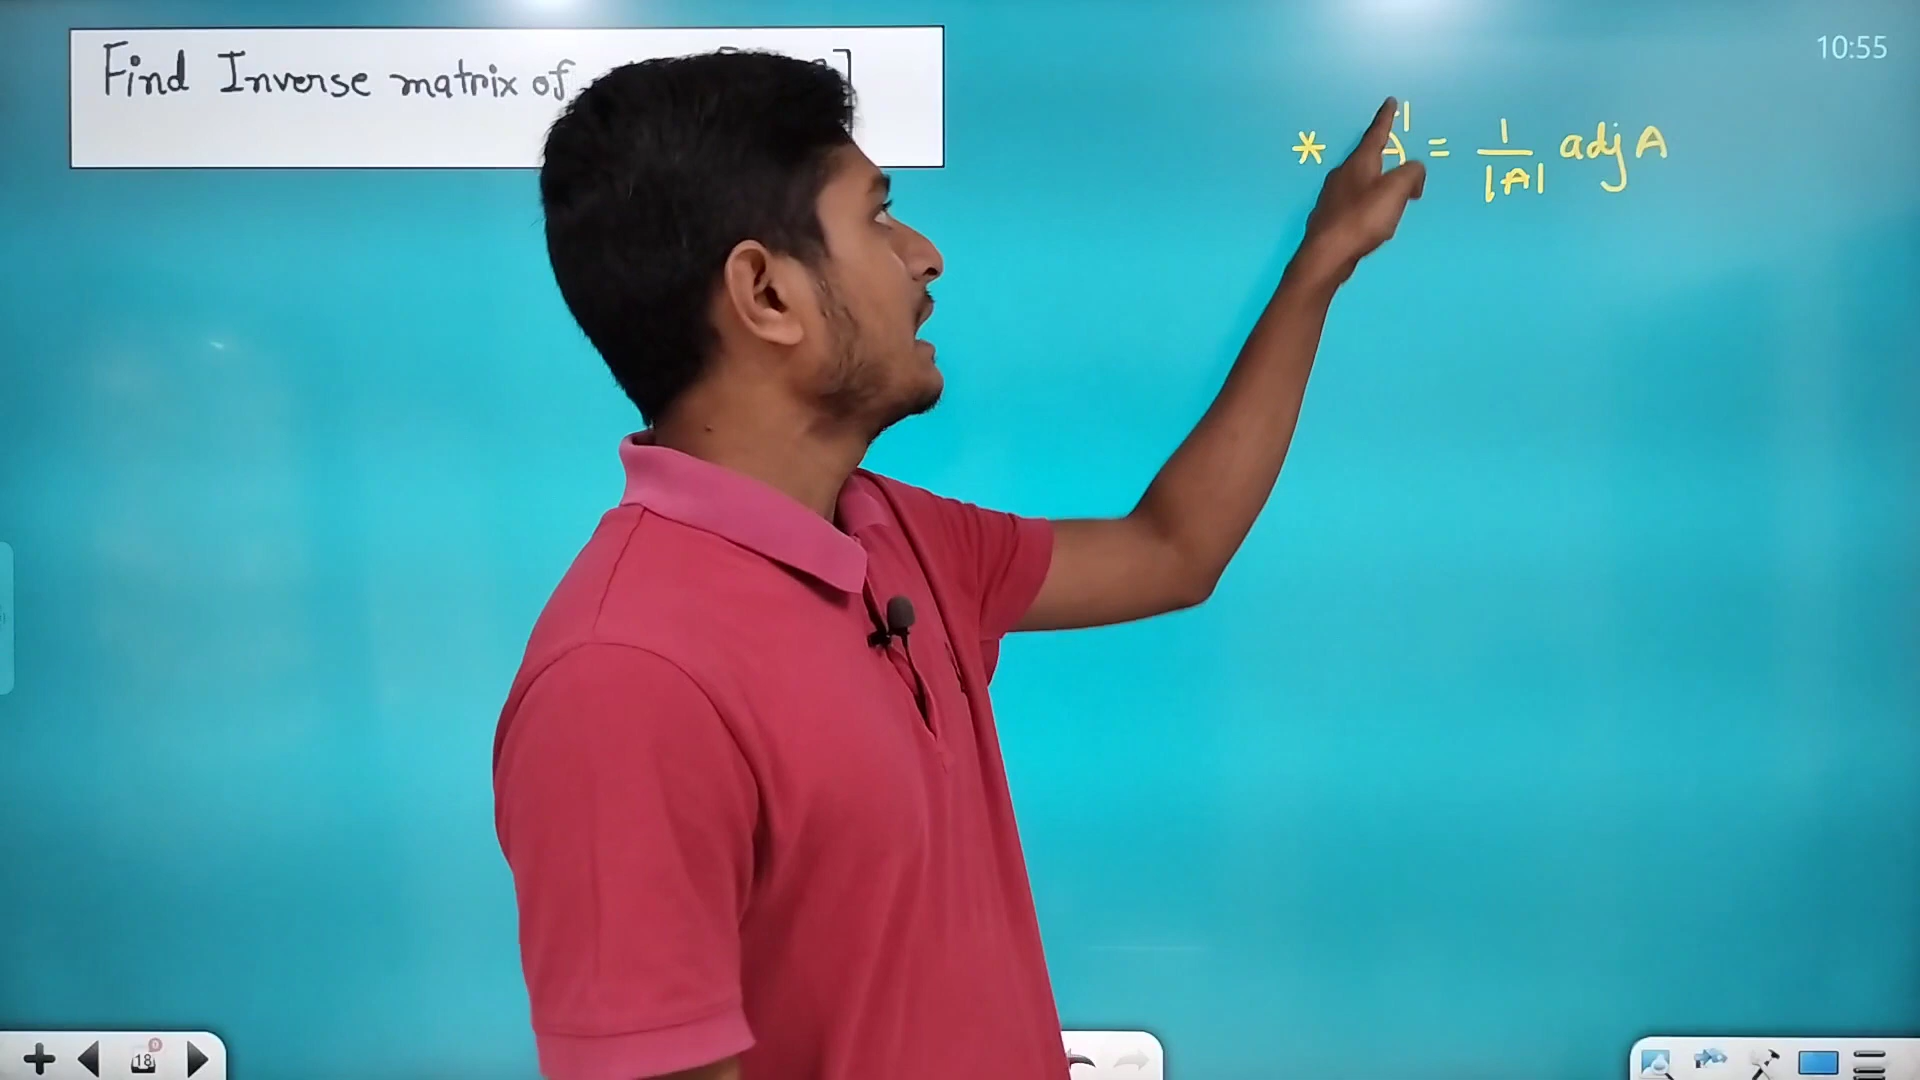 Find Inverse matrix of
10:55
* A⁻¹ = 1/|A| adj A
18